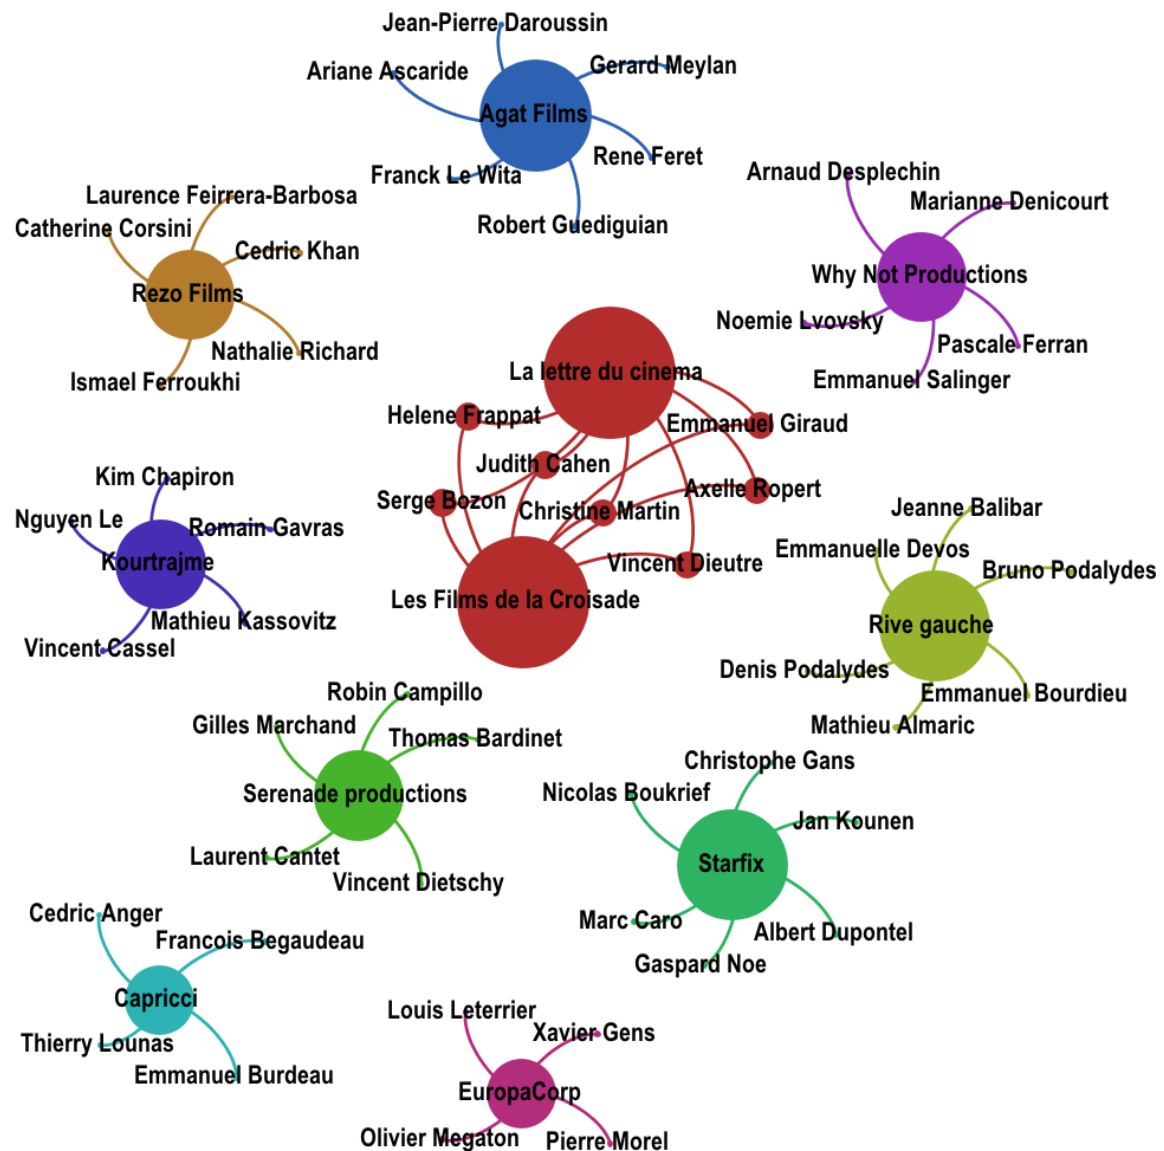 Jean-Pierre Daroussin
Ariane Ascaride
Gerard Meylan
Agat Films
Rene Feret
Franck Le Wita
Robert Guediguian
Arnaud Desplechin
Marianne Denicourt
Why Not Productions
Noemie Lvovsky
Pascale Ferran
Emmanuel Salinger
Laurence Feirrera-Barbosa
Catherine Corsini
Cedric Khan
Rezo Films
Nathalie Richard
Ismael Ferroukhi
La lettre du cinema
Helene Frappat
Emmanuel Giraud
Judith Cahen
Serge Bozon
Axelle Ropert
Christine Martin
Vincent Dieutre
Les Films de la Croisade
Kim Chapiron
Nguyen Le
Romain Gavras
Kourtrajme
Mathieu Kassovitz
Vincent Cassel
Jeanne Balibar
Emmanuelle Devos
Bruno Podalydes
Rive gauche
Denis Podalydes
Emmanuel Bourdieu
Mathieu Almaric
Robin Campillo
Gilles Marchand
Thomas Bardinet
Serenade productions
Laurent Cantet
Vincent Dietschy
Christophe Gans
Nicolas Boukrief
Jan Kounen
Starfix
Marc Caro
Albert Dupontel
Gaspard Noe
Cedric Anger
Francois Begaudeau
Capricci
Thierry Lounas
Emmanuel Burdeau
Louis Leterrier
Xavier Gens
EuropaCorp
Olivier Megaton
Pierre Morel